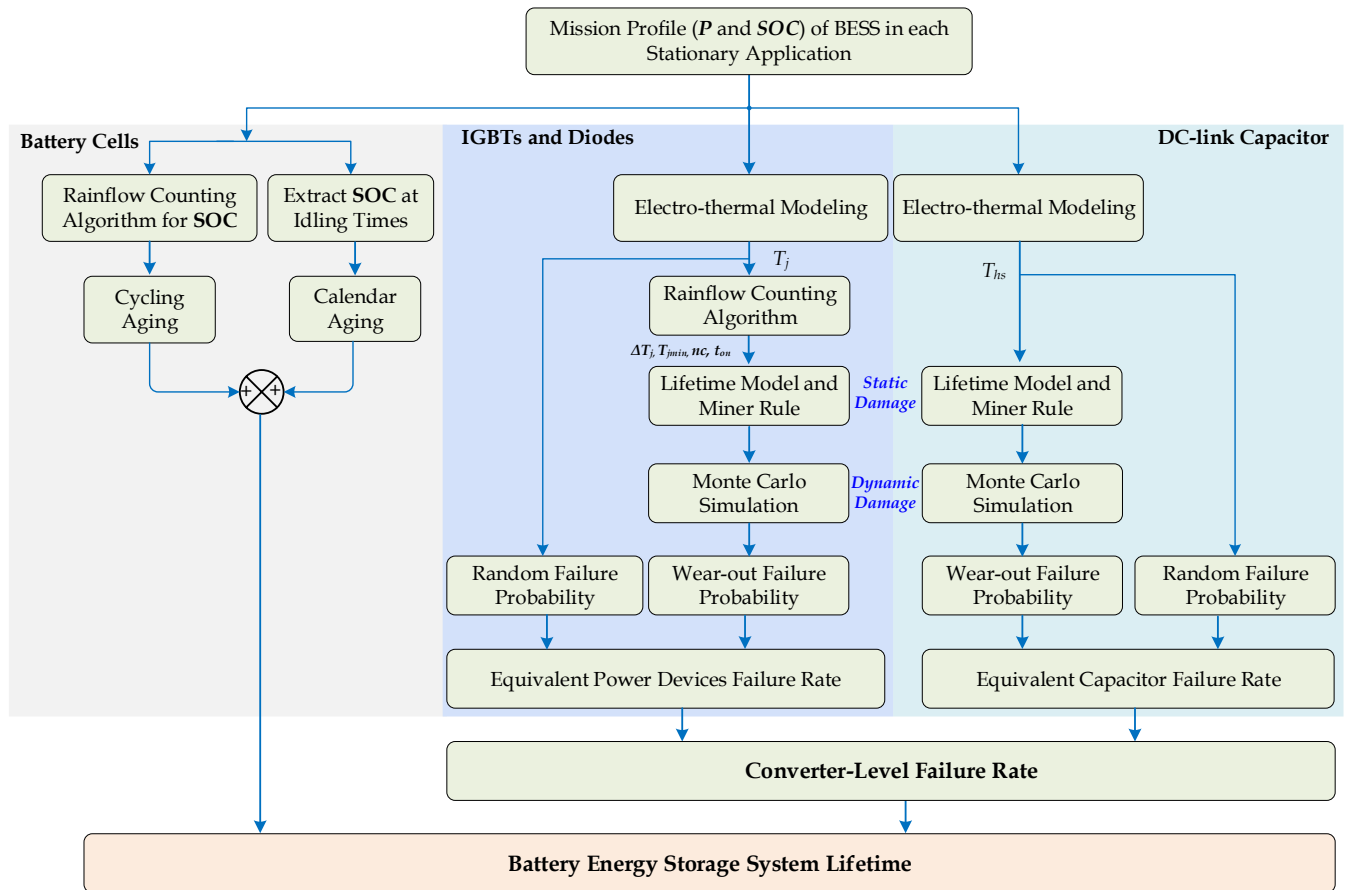 Mission Profile (P and SOC) of BESS in each
Stationary Application
Battery Cells
IGBTs and Diodes
DC-link Capacitor
Rainflow Counting
Algorithm for SOC
Extract SOC at
Idling Times
Electro-thermal Modeling
Electro-thermal Modeling
Tj
Ths
Cycling
Aging
Calendar
Aging
Rainflow Counting
Algorithm
ΔTj, Tjmin, nc, ton
+ +
Lifetime Model and
Miner Rule
Static
Damage
Lifetime Model and
Miner Rule
Monte Carlo
Simulation
Dynamic
Damage
Monte Carlo
Simulation
Random Failure
Probability
Wear-out Failure
Probability
Wear-out Failure
Probability
Random Failure
Probability
Equivalent Power Devices Failure Rate
Equivalent Capacitor Failure Rate
Converter-Level Failure Rate
Battery Energy Storage System Lifetime